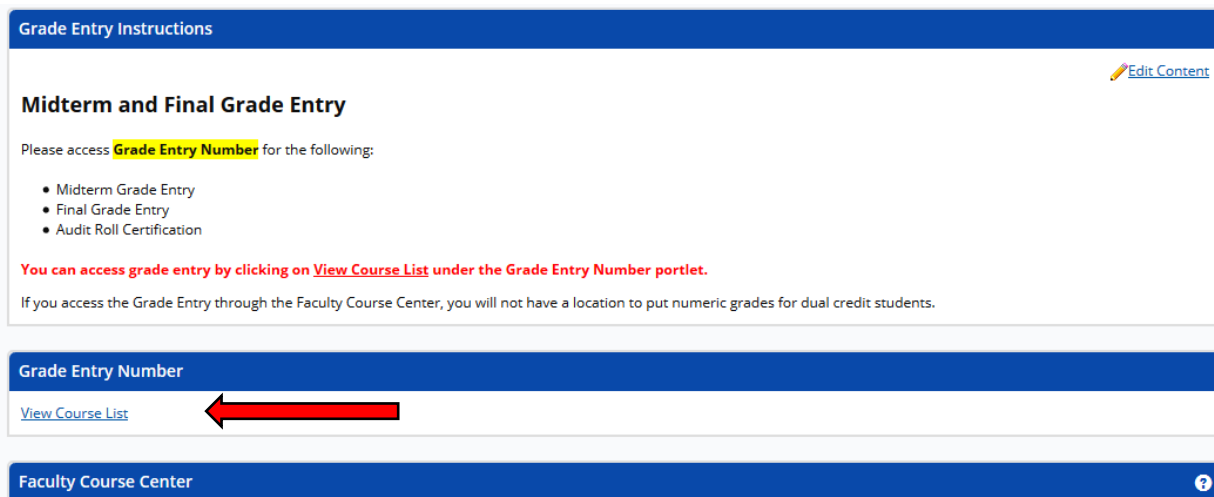 Grade Entry Instructions
Edit Content
Midterm and Final Grade Entry
Please access Grade Entry Number for the following:
• Midterm Grade Entry
• Final Grade Entry
• Audit Roll Certification
You can access grade entry by clicking on View Course List under the Grade Entry Number portlet.
If you access the Grade Entry through the Faculty Course Center, you will not have a location to put numeric grades for dual credit students.
Grade Entry Number
View Course List
Faculty Course Center ?